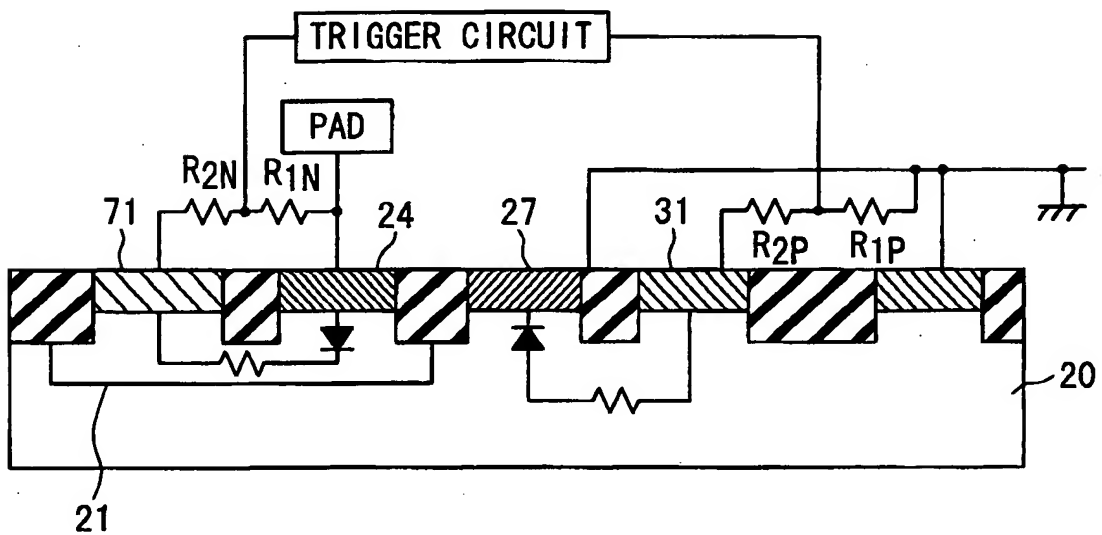 TRIGGER CIRCUIT
PAD
R2N R1N
71 24 27 31
R2P R1P
20
21